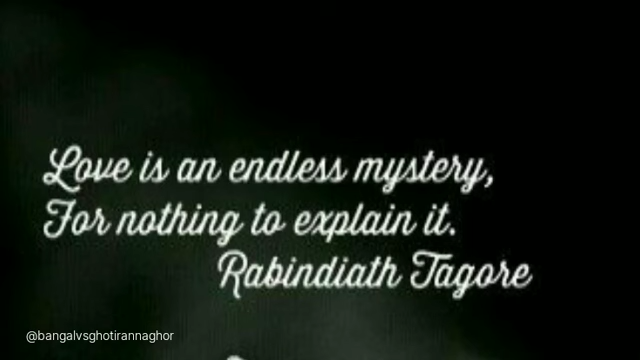 Love is an endless mystery,
For nothing to explain it.
Rabindiath Tagore
@bangalvsghotirannaghor